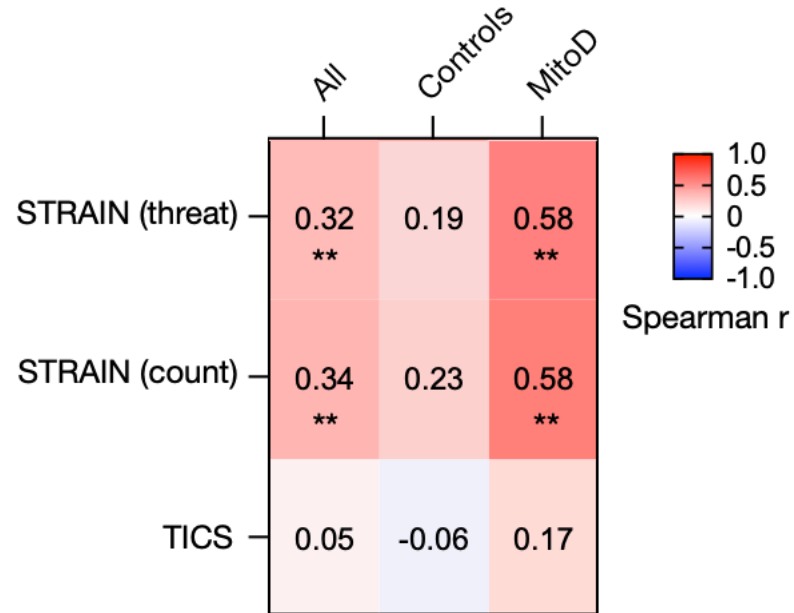 All Controls MitoD
STRAIN (threat) 0.32 0.19 0.58
** **
STRAIN (count) 0.34 0.23 0.58
** **
TICS 0.05 -0.06 0.17
1.0
0.5
0
-0.5
-1.0
Spearman r